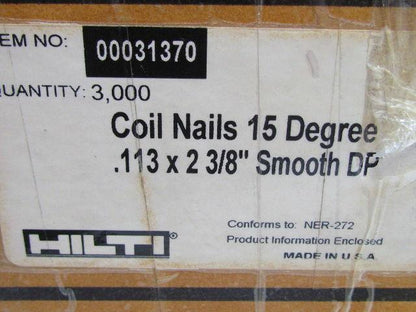 EM NO: 00031370
QUANTITY: 3,000
Coil Nails 15 Degree
.113 x 2 3/8" Smooth DP
Conforms to: NER-272
Product Information Enclosed
HILTI®
MADE IN U.S.A